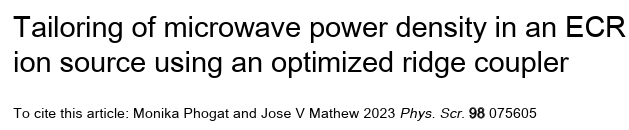 Tailoring of microwave power density in an ECR
ion source using an optimized ridge coupler
To cite this article: Monika Phogat and Jose V Mathew 2023 Phys. Scr. 98 075605